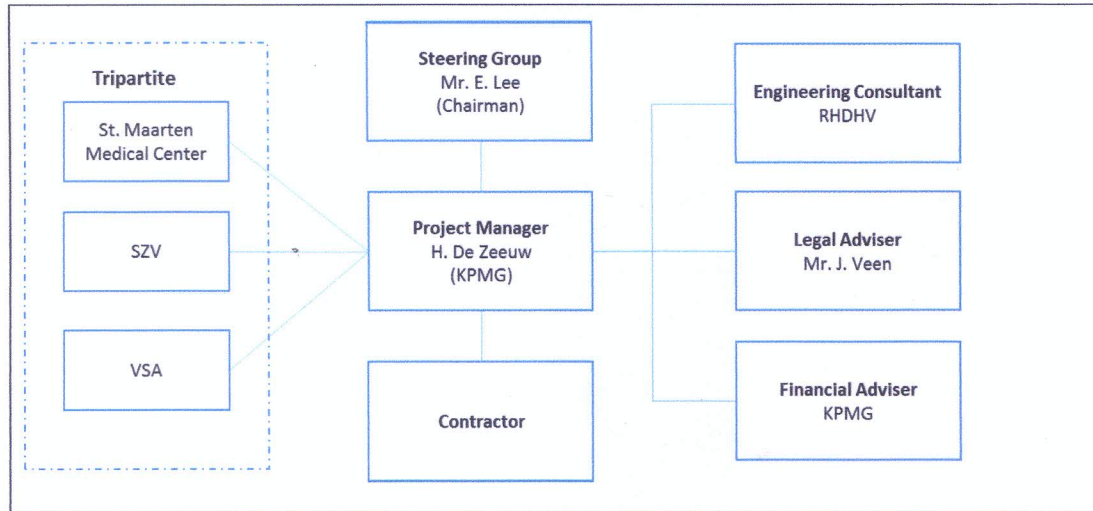 Tripartite
St. Maarten
Medical Center
SZV
VSA
Steering Group
Mr. E. Lee
(Chairman)
Project Manager
H. De Zeeuw
(KPMG)
Contractor
Engineering Consultant
RHDHV
Legal Adviser
Mr. J. Veen
Financial Adviser
KPMG